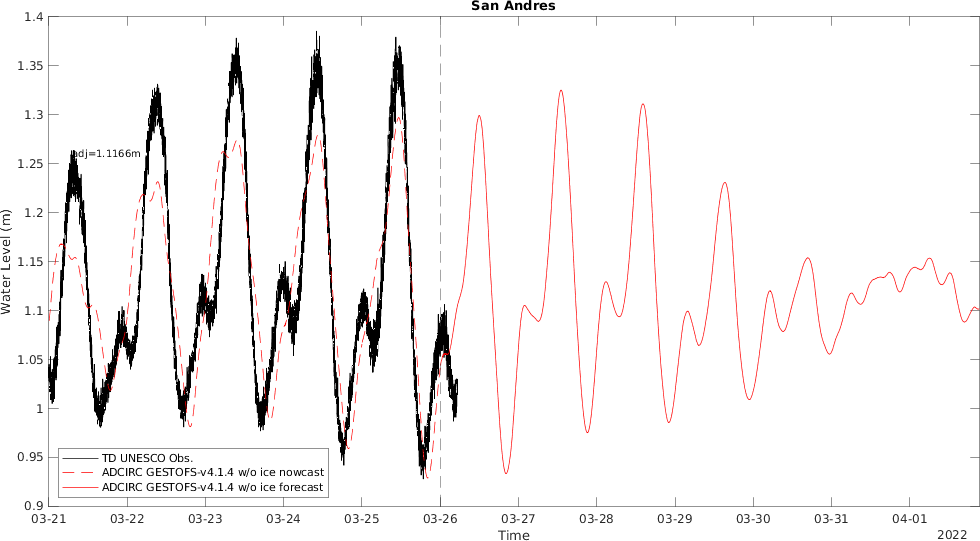 San Andres
1.4
1.35
1.3
1.25
1.2
1.15
1.1
1.05
1
0.95
0.9
Water Level (m)
adj=1.1166m
TD UNESCO Obs.
ADCIRC GESTOFS-v4.1.4 w/o ice nowcast
ADCIRC GESTOFS-v4.1.4 w/o ice forecast
03-21 03-22 03-23 03-24 03-25 03-26 03-27 03-28 03-29 03-30 03-31 04-01
2022
Time